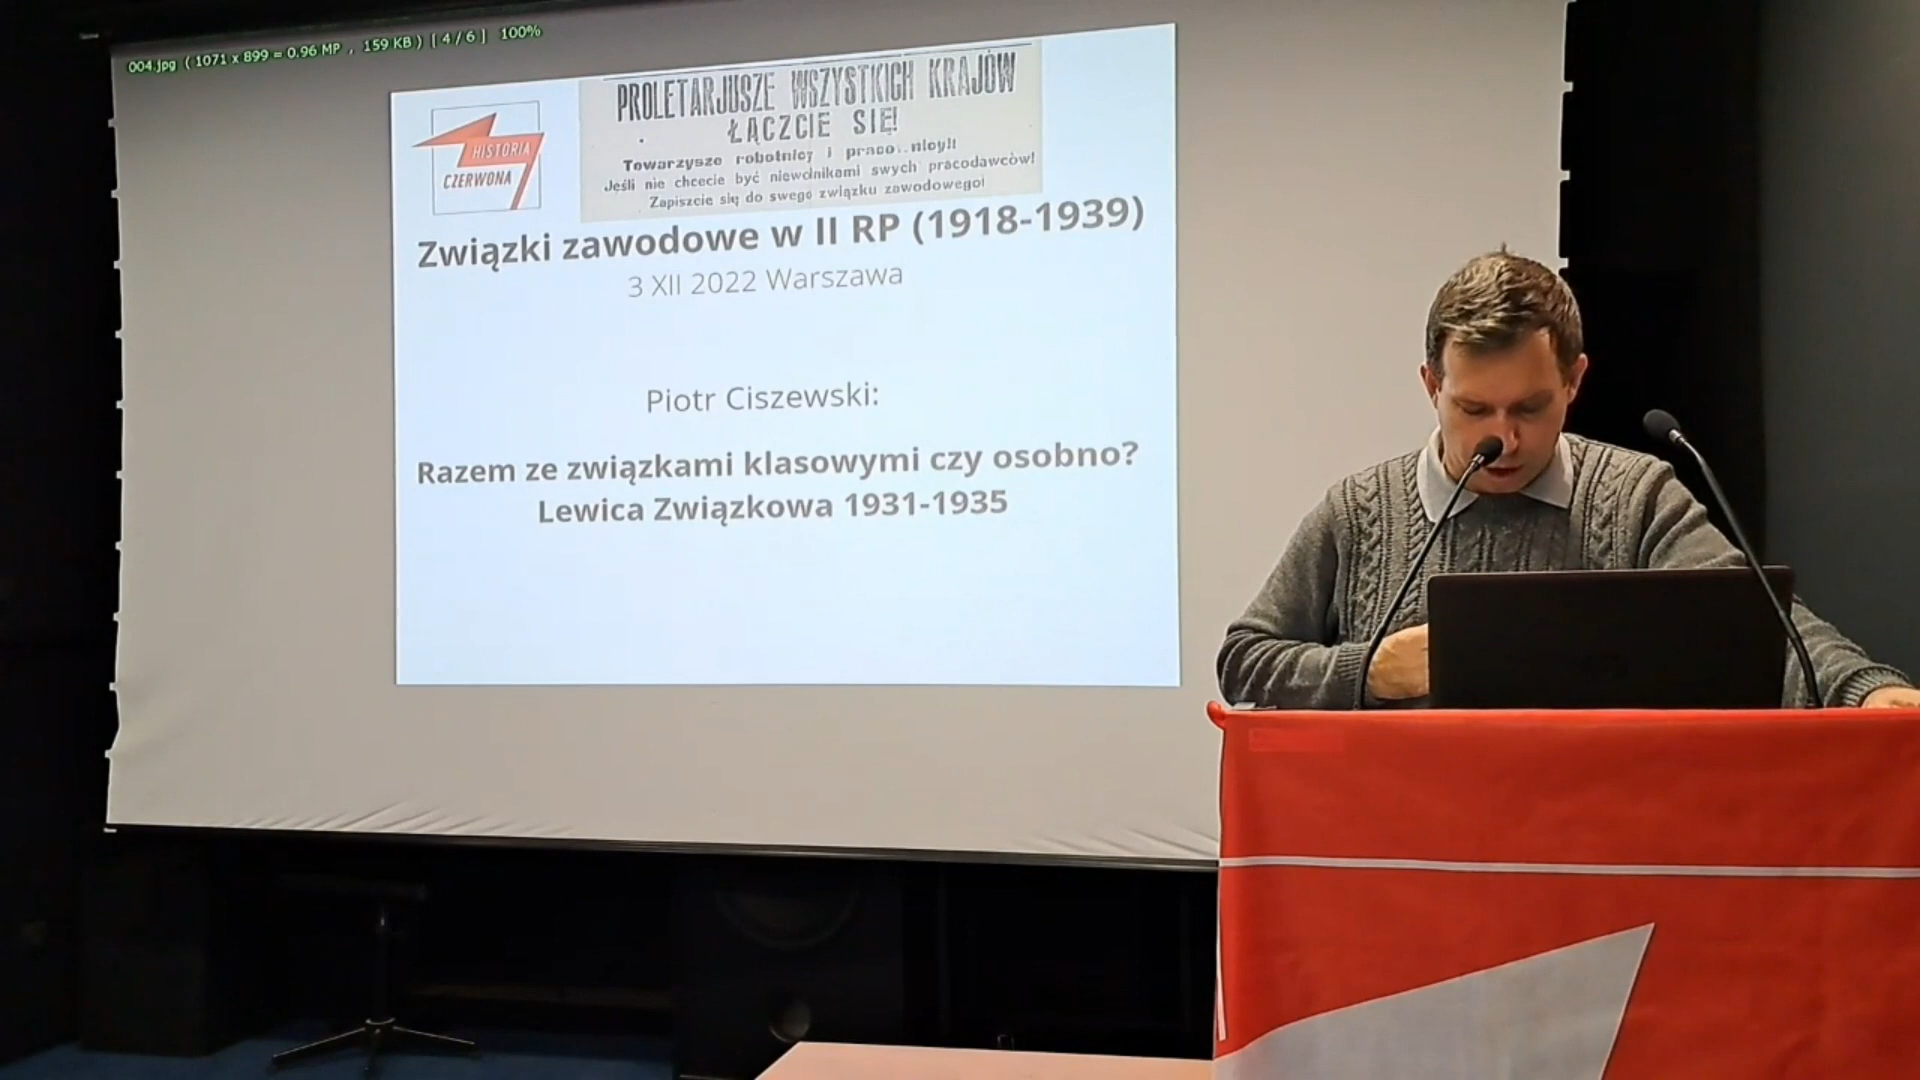 004.jpg ( 1071 x 899 = 0.96 MP , 159 KB ) [ 4 / 6 ] 100%
HISTORIA
CZERWONA
PROLETARJUSZE WSZYSTKICH KRAJÓW
ŁĄCZCIE SIĘ!
Towarzysze robotnicy i
Jeśli nie chcecie być niewolnikami swych pracodawców!
Zapiszcie się do swego związku zawodowego!
Związki zawodowe w II RP (1918-1939)
3 XII 2022 Warszawa
Piotr Ciszewski:
Razem ze związkami klasowymi czy osobno?
Lewica Związkowa 1931-1935